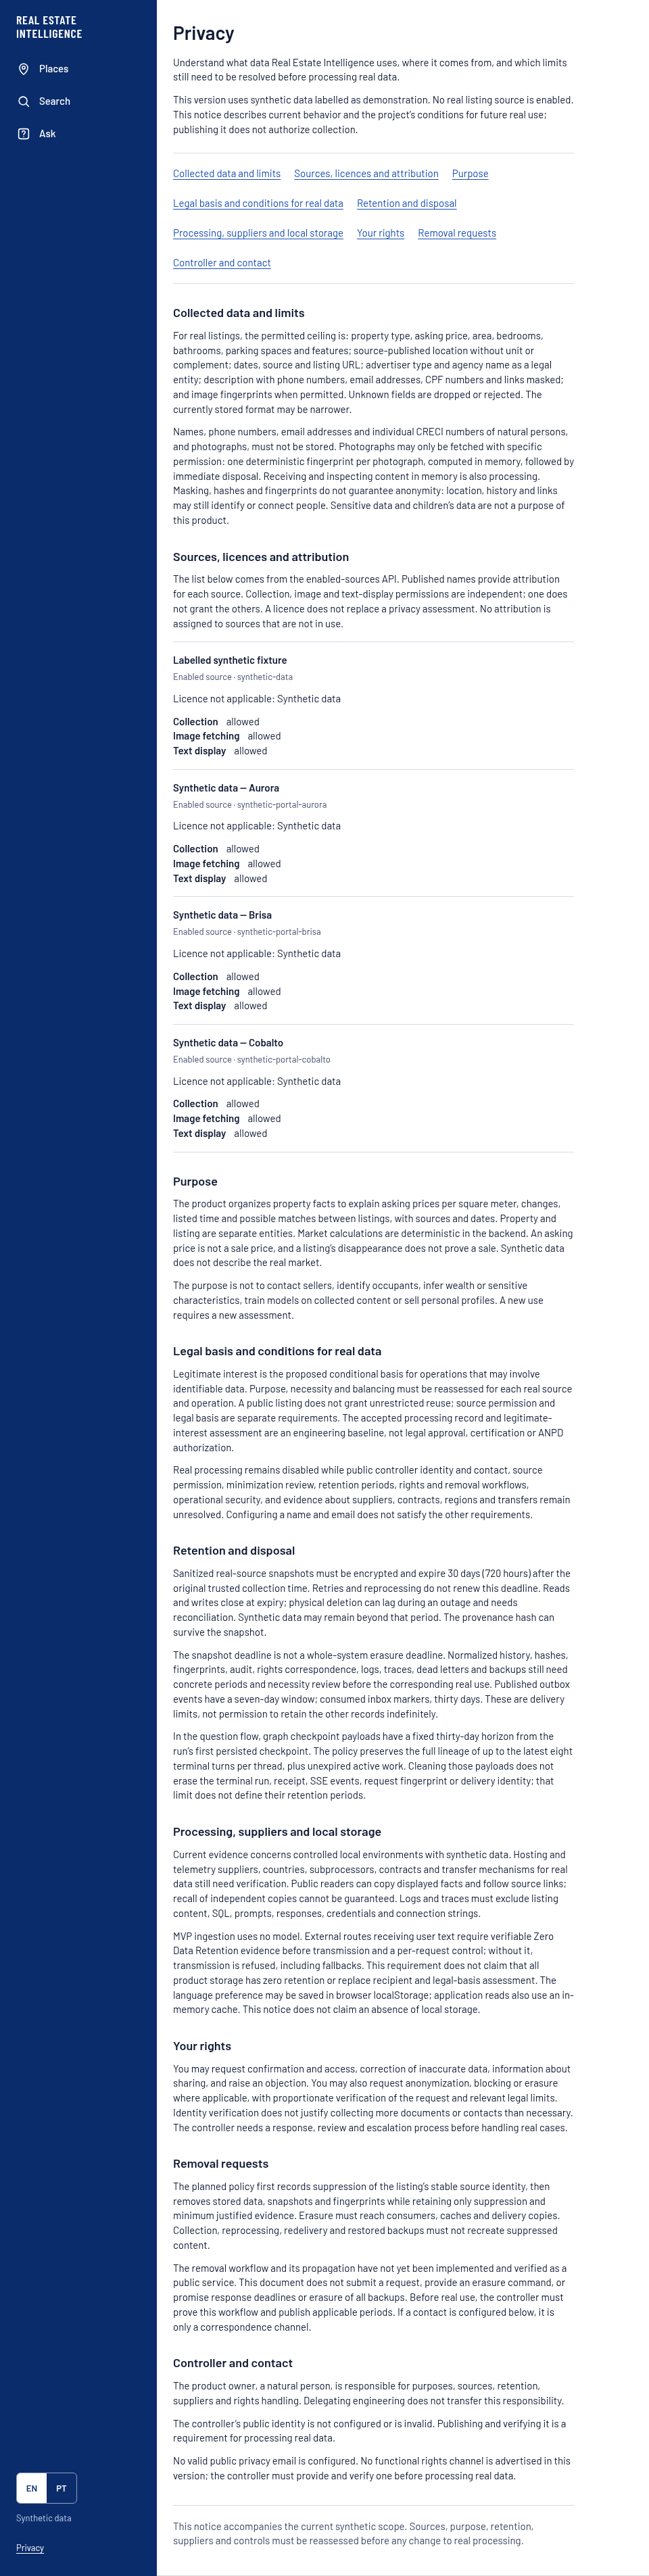 REAL ESTATE
INTELLIGENCE
Places
Search
Ask
Privacy
Understand what data Real Estate Intelligence uses, where it comes from, and which limits
still need to be resolved before processing real data.
This version uses synthetic data labelled as demonstration. No real listing source is enabled.
This notice describes current behavior and the project's conditions for future real use;
publishing it does not authorize collection.
Collected data and limits Sources, licences and attribution Purpose
Legal basis and conditions for real data Retention and disposal
Processing, suppliers and local storage Your rights Removal requests
Controller and contact
Collected data and limits
For real listings, the permitted ceiling is: property type, asking price, area, bedrooms,
bathrooms, parking spaces and features; source-published location without unit or
complement; dates, source and listing URL; advertiser type and agency name as a legal
entity; description with phone numbers, email addresses, CPF numbers and links masked;
and image fingerprints when permitted. Unknown fields are dropped or rejected. The
currently stored format may be narrower.
Names, phone numbers, email addresses and individual CRECI numbers of natural persons,
and photographs, must not be stored. Photographs may only be fetched with specific
permission: one deterministic fingerprint per photograph, computed in memory, followed by
immediate disposal. Receiving and inspecting content in memory is also processing.
Masking, hashes and fingerprints do not guarantee anonymity: location, history and links
may still identify or connect people. Sensitive data and children's data are not a purpose of
this product.
Sources, licences and attribution
The list below comes from the enabled-sources API. Published names provide attribution
for each source. Collection, image and text-display permissions are independent; one does
not grant the others. A licence does not replace a privacy assessment. No attribution is
assigned to sources that are not in use.
Labelled synthetic fixture
Enabled source · synthetic-data
Licence not applicable: Synthetic data
Collection allowed
Image fetching allowed
Text display allowed
Synthetic data — Aurora
Enabled source · synthetic-portal-aurora
Licence not applicable: Synthetic data
Collection allowed
Image fetching allowed
Text display allowed
Synthetic data — Brisa
Enabled source · synthetic-portal-brisa
Licence not applicable: Synthetic data
Collection allowed
Image fetching allowed
Text display allowed
Synthetic data — Cobalto
Enabled source · synthetic-portal-cobalto
Licence not applicable: Synthetic data
Collection allowed
Image fetching allowed
Text display allowed
Purpose
The product organizes property facts to explain asking prices per square meter, changes,
listed time and possible matches between listings, with sources and dates. Property and
listing are separate entities. Market calculations are deterministic in the backend. An asking
price is not a sale price, and a listing's disappearance does not prove a sale. Synthetic data
does not describe the real market.
The purpose is not to contact sellers, identify occupants, infer wealth or sensitive
characteristics, train models on collected content or sell personal profiles. A new use
requires a new assessment.
Legal basis and conditions for real data
Legitimate interest is the proposed conditional basis for operations that may involve
identifiable data. Purpose, necessity and balancing must be reassessed for each real source
and operation. A public listing does not grant unrestricted reuse; source permission and
legal basis are separate requirements. The accepted processing record and legitimate-
interest assessment are an engineering baseline, not legal approval, certification or ANPD
authorization.
Real processing remains disabled while public controller identity and contact, source
permission, minimization review, retention periods, rights and removal workflows,
operational security, and evidence about suppliers, contracts, regions and transfers remain
unresolved. Configuring a name and email does not satisfy the other requirements.
Retention and disposal
Sanitized real-source snapshots must be encrypted and expire 30 days (720 hours) after the
original trusted collection time. Retries and reprocessing do not renew this deadline. Reads
and writes close at expiry; physical deletion can lag during an outage and needs
reconciliation. Synthetic data may remain beyond that period. The provenance hash can
survive the snapshot.
The snapshot deadline is not a whole-system erasure deadline. Normalized history, hashes,
fingerprints, audit, rights correspondence, logs, traces, dead letters and backups still need
concrete periods and necessity review before the corresponding real use. Published outbox
events have a seven-day window; consumed inbox markers, thirty days. These are delivery
limits, not permission to retain the other records indefinitely.
In the question flow, graph checkpoint payloads have a fixed thirty-day horizon from the
run's first persisted checkpoint. The policy preserves the full lineage of up to the latest eight
terminal turns per thread, plus unexpired active work. Cleaning those payloads does not
erase the terminal run, receipt, SSE events, request fingerprint or delivery identity; that
limit does not define their retention periods.
Processing, suppliers and local storage
Current evidence concerns controlled local environments with synthetic data. Hosting and
telemetry suppliers, countries, subprocessors, contracts and transfer mechanisms for real
data still need verification. Public readers can copy displayed facts and follow source links;
recall of independent copies cannot be guaranteed. Logs and traces must exclude listing
content, SQL, prompts, responses, credentials and connection strings.
MVP ingestion uses no model. External routes receiving user text require verifiable Zero
Data Retention evidence before transmission and a per-request control; without it,
transmission is refused, including fallbacks. This requirement does not claim that all
product storage has zero retention or replace recipient and legal-basis assessment. The
language preference may be saved in browser localStorage; application reads also use an in-
memory cache. This notice does not claim an absence of local storage.
Your rights
You may request confirmation and access, correction of inaccurate data, information about
sharing, and raise an objection. You may also request anonymization, blocking or erasure
where applicable, with proportionate verification of the request and relevant legal limits.
Identity verification does not justify collecting more documents or contacts than necessary.
The controller needs a response, review and escalation process before handling real cases.
Removal requests
The planned policy first records suppression of the listing's stable source identity, then
removes stored data, snapshots and fingerprints while retaining only suppression and
minimum justified evidence. Erasure must reach consumers, caches and delivery copies.
Collection, reprocessing, redelivery and restored backups must not recreate suppressed
content.
The removal workflow and its propagation have not yet been implemented and verified as a
public service. This document does not submit a request, provide an erasure command, or
promise response deadlines or erasure of all backups. Before real use, the controller must
prove this workflow and publish applicable periods. If a contact is configured below, it is
only a correspondence channel.
Controller and contact
The product owner, a natural person, is responsible for purposes, sources, retention,
suppliers and rights handling. Delegating engineering does not transfer this responsibility.
The controller's public identity is not configured or is invalid. Publishing and verifying it is a
requirement for processing real data.
No valid public privacy email is configured. No functional rights channel is advertised in this
version; the controller must provide and verify one before processing real data.
This notice accompanies the current synthetic scope. Sources, purpose, retention,
suppliers and controls must be reassessed before any change to real processing.
EN PT
Synthetic data
Privacy